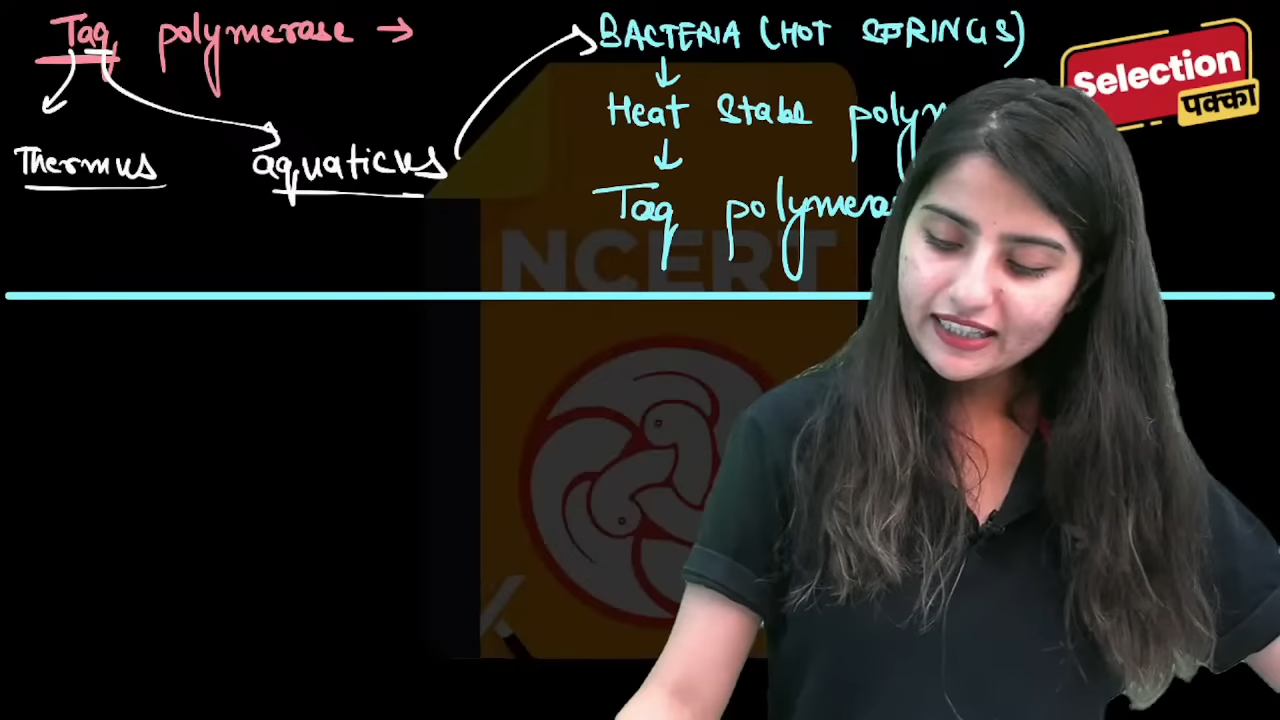 Taq polymerase →
Thermus
aquaticus
BACTERIA (HOT SPRINGS)
↓
Heat Stable
↓
Taq
NCERT
Selection
पक्का